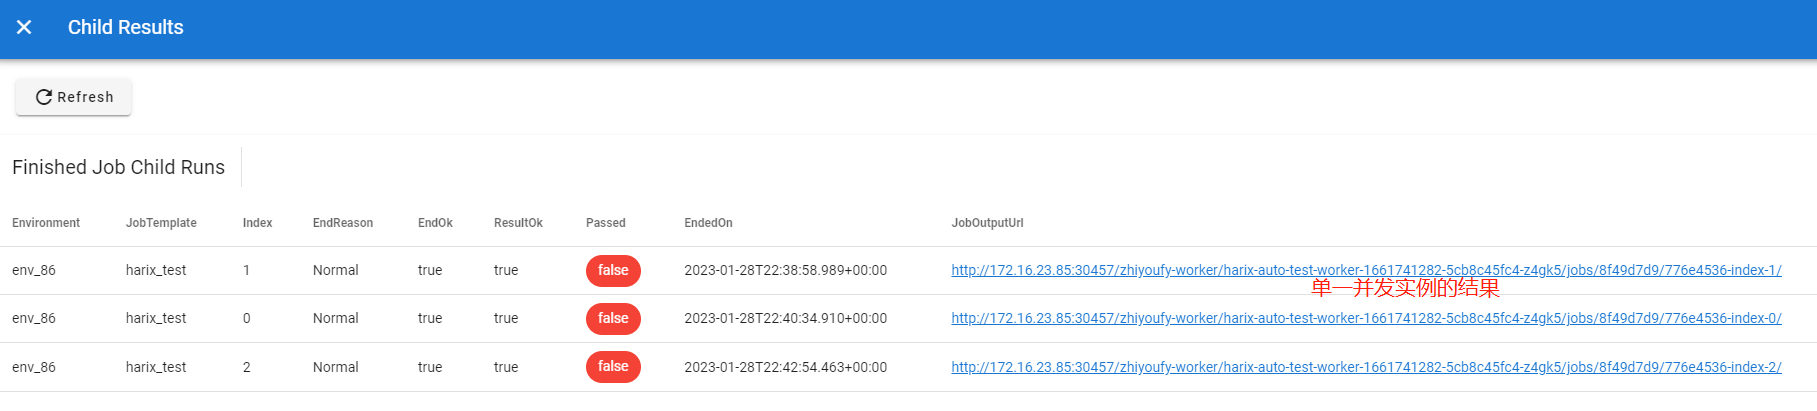 Child Results
Refresh
Finished Job Child Runs
Environment JobTemplate Index EndReason EndOk ResultOk Passed EndedOn JobOutputUrl
env_86 harix_test 1 Normal true true false 2023-01-28T22:38:58.989+00:00 http://172.16.23.85:30457/zhiyoufy-worker/harix-auto-test-worker-1661741282-5cb8c45fc4-z4gk5/jobs/8f49d7d9/776e4536-index-1/
单一并发实例的结果
env_86 harix_test 0 Normal true true false 2023-01-28T22:40:34.910+00:00 http://172.16.23.85:30457/zhiyoufy-worker/harix-auto-test-worker-1661741282-5cb8c45fc4-z4gk5/jobs/8f49d7d9/776e4536-index-0/
env_86 harix_test 2 Normal true true false 2023-01-28T22:42:54.463+00:00 http://172.16.23.85:30457/zhiyoufy-worker/harix-auto-test-worker-1661741282-5cb8c45fc4-z4gk5/jobs/8f49d7d9/776e4536-index-2/